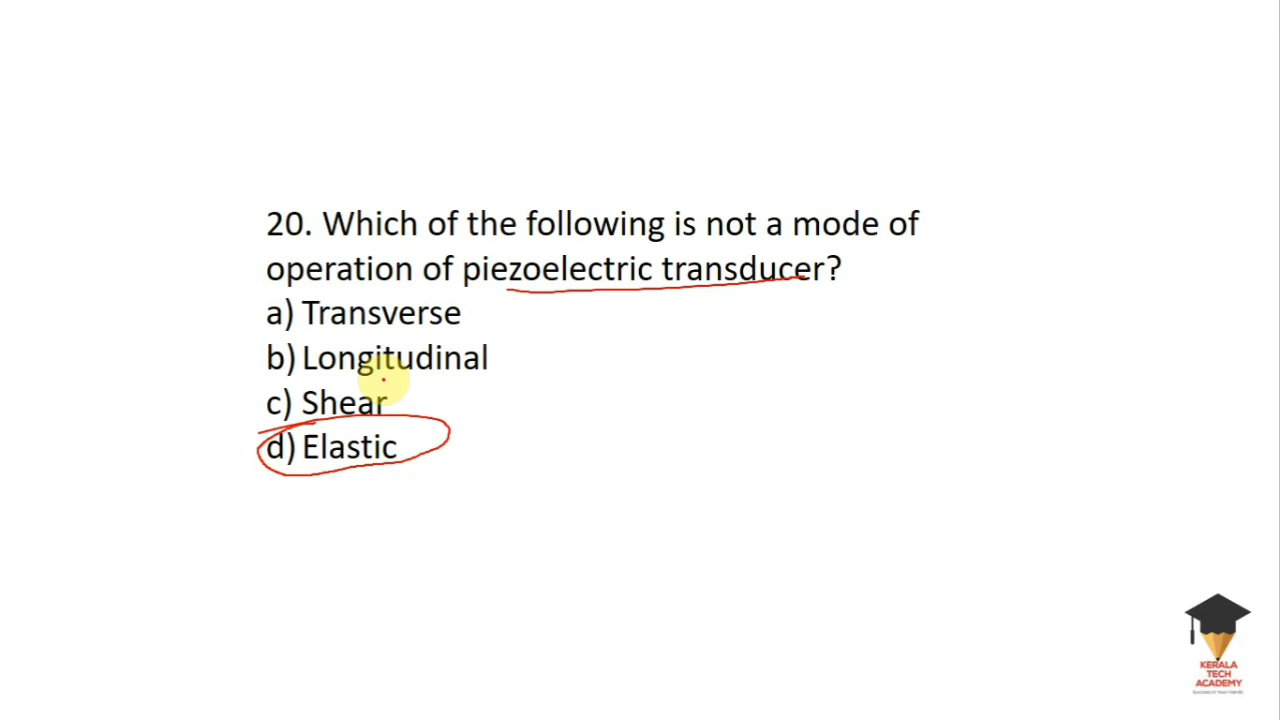 20. Which of the following is not a mode of
operation of piezoelectric transducer?
a) Transverse
b) Longitudinal
c) Shear
d) Elastic
KERALA
TECH
ACADEMY